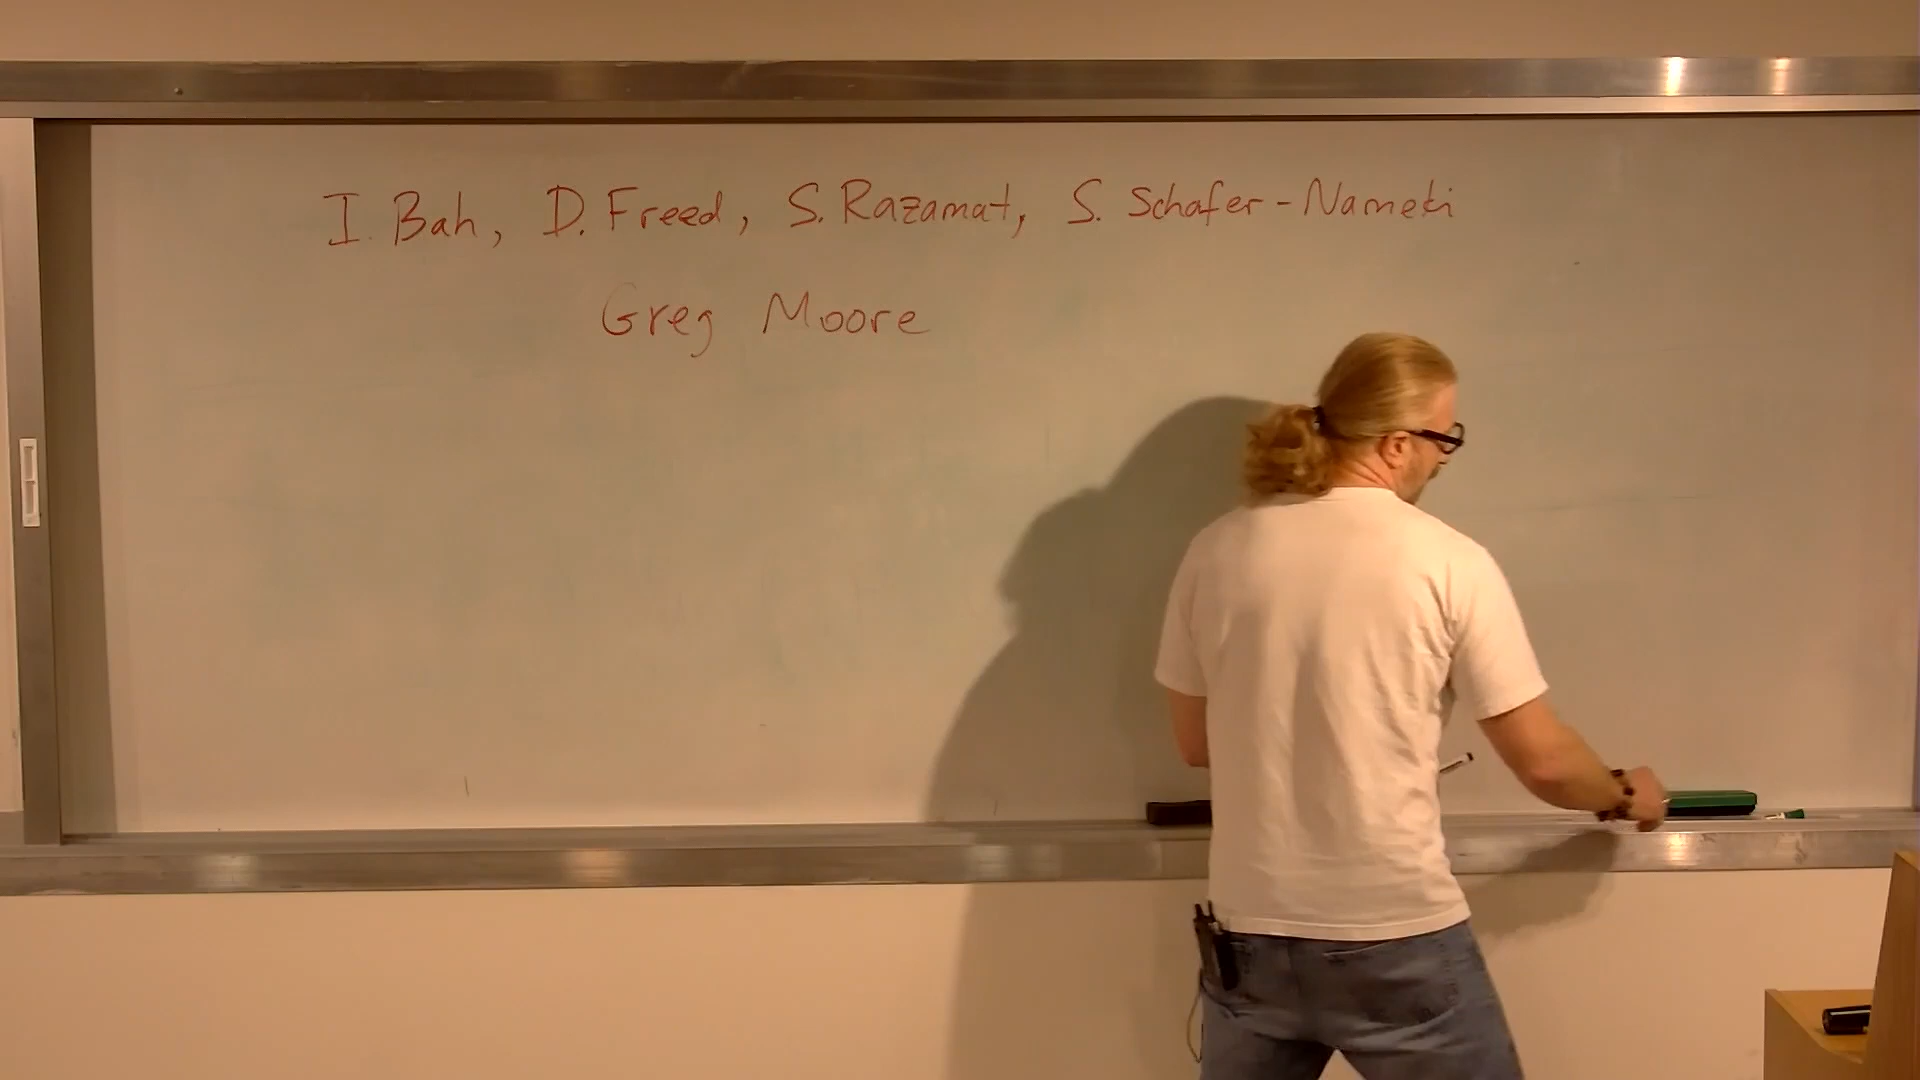 I. Bah, D. Freed, S. Razamat, S. Schafer-Nameki
Greg Moore